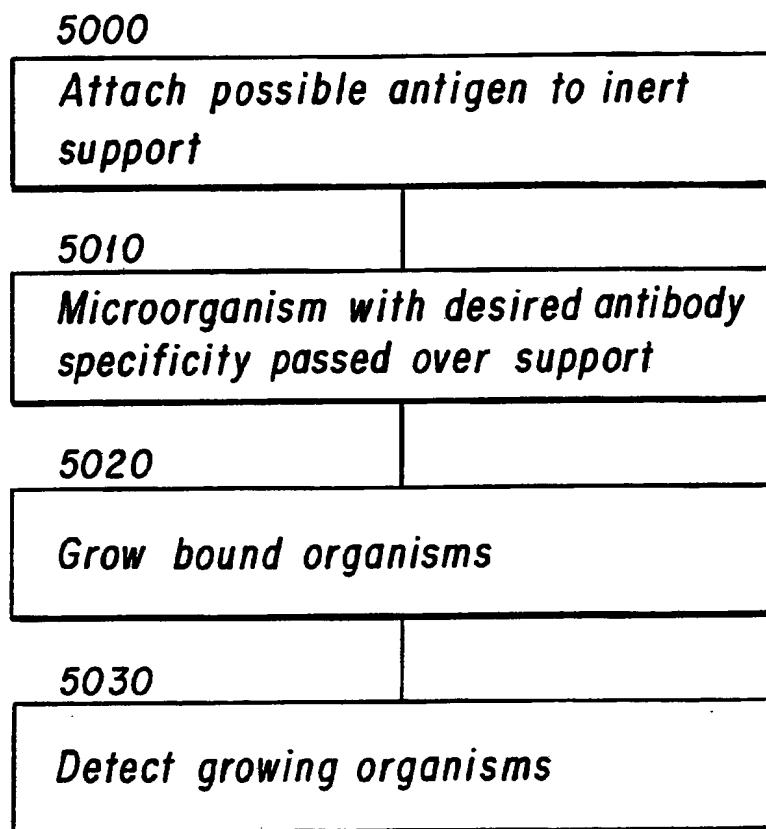 5000
Attach possible antigen to inert
support
5010
Microorganism with desired antibody
specificity passed over support
5020
Grow bound organisms
5030
Detect growing organisms